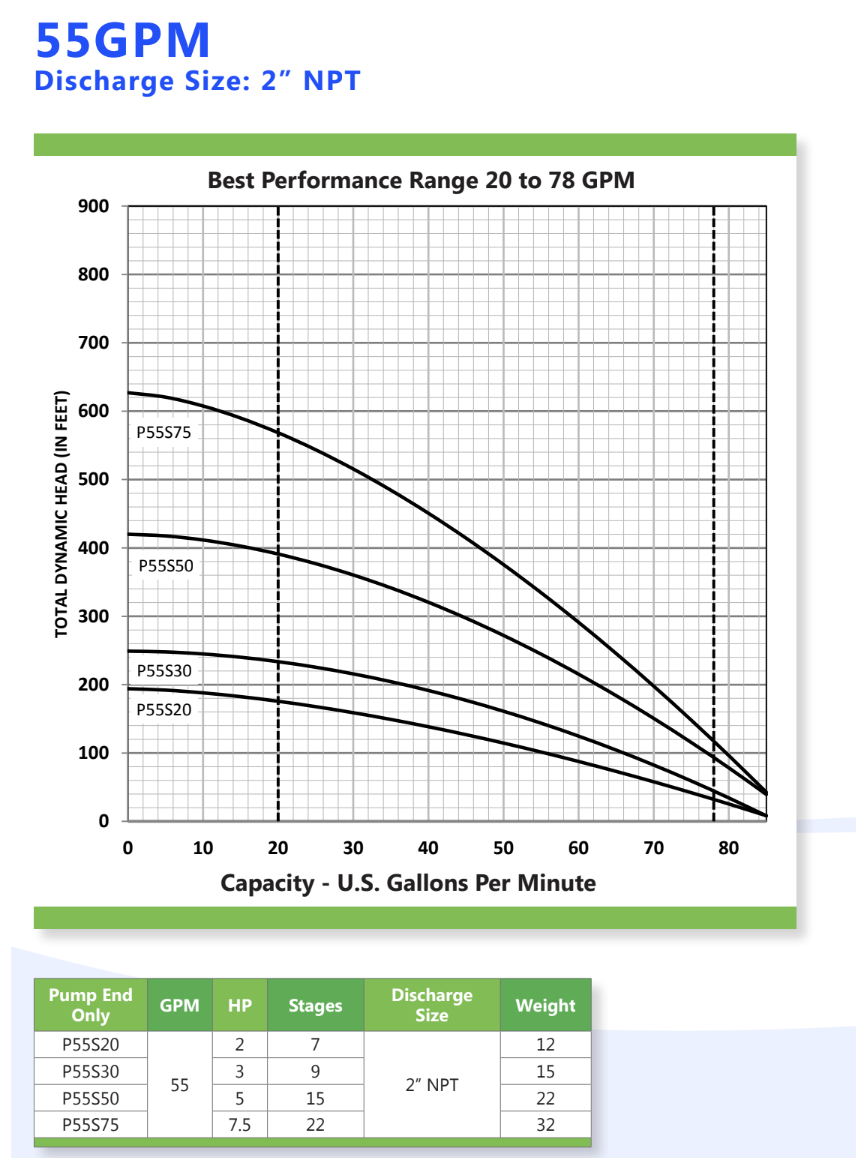 55GPM
Discharge Size: 2” NPT
Best Performance Range 20 to 78 GPM
900
800
700
600
500
400
300
200
100
0
TOTAL DYNAMIC HEAD (IN FEET)
P55S75
P55S50
P55S30
P55S20
0 10 20 30 40 50 60 70 80
Capacity - U.S. Gallons Per Minute
Pump End Only GPM HP Stages Discharge Size Weight
P55S20 55 2 7 2” NPT 12
P55S30 3 9 15
P55S50 5 15 22
P55S75 7.5 22 32